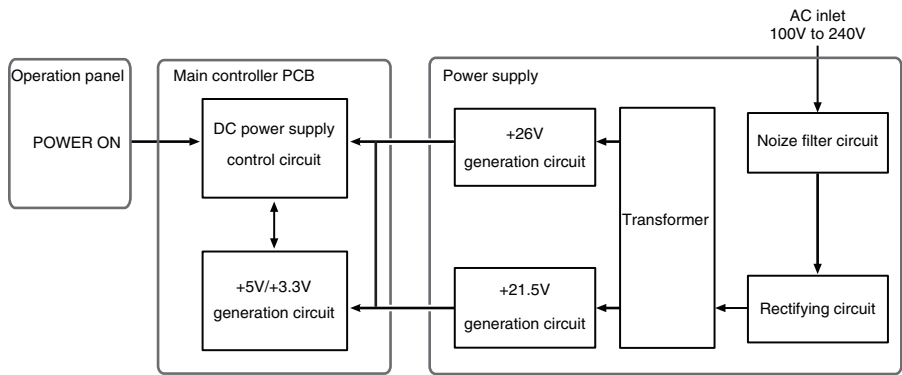 AC inlet
100V to 240V
Operation panel
Main controller PCB
Power supply
POWER ON
DC power supply
control circuit
+26V
generation circuit
Noize filter circuit
Transformer
+5V/+3.3V
generation circuit
+21.5V
generation circuit
Rectifying circuit